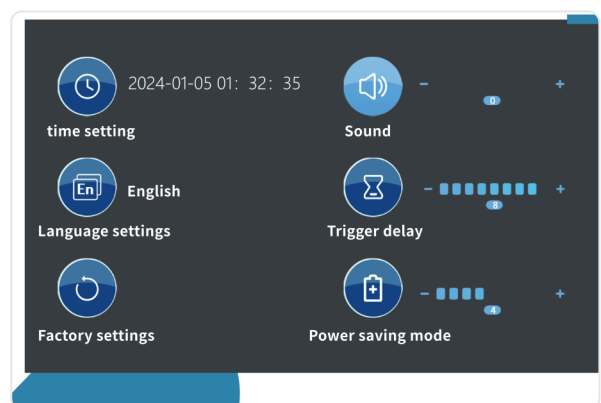 2024-01-05 01: 32: 35
time setting
- 0 +
Sound
En English
Language settings
- 8 +
Trigger delay
Factory settings
- 4 +
Power saving mode